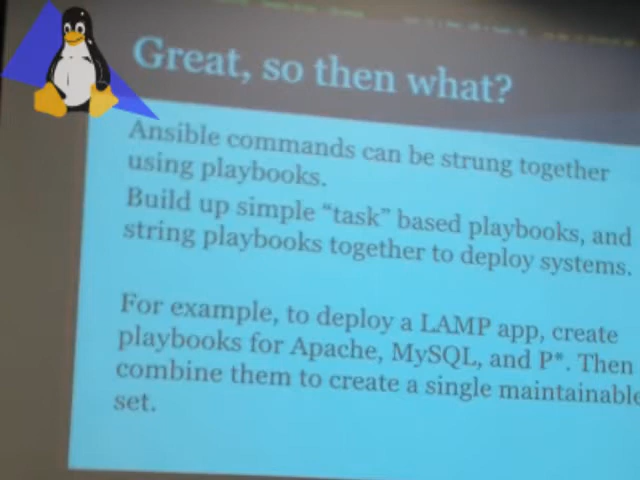 Great, so then what?
Ansible commands can be strung together
using playbooks.
Build up simple “task” based playbooks, and
string playbooks together to deploy systems.
For example, to deploy a LAMP app, create
playbooks for Apache, MySQL, and P*. Then
combine them to create a single maintainable
set.